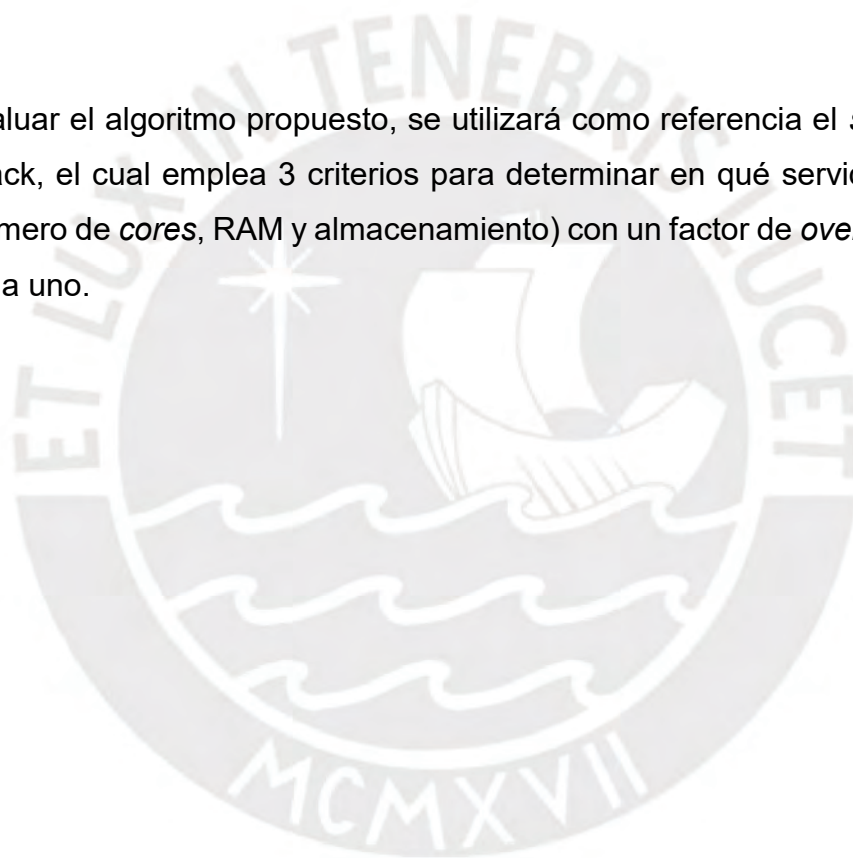 aluar el algoritmo propuesto, se utilizará como referencia el
ack, el cual emplea 3 criterios para determinar en qué servi
mero de cores, RAM y almacenamiento) con un factor de ove
a uno.
ET LUX IN TENEBRIS LUCET
MCMXVII